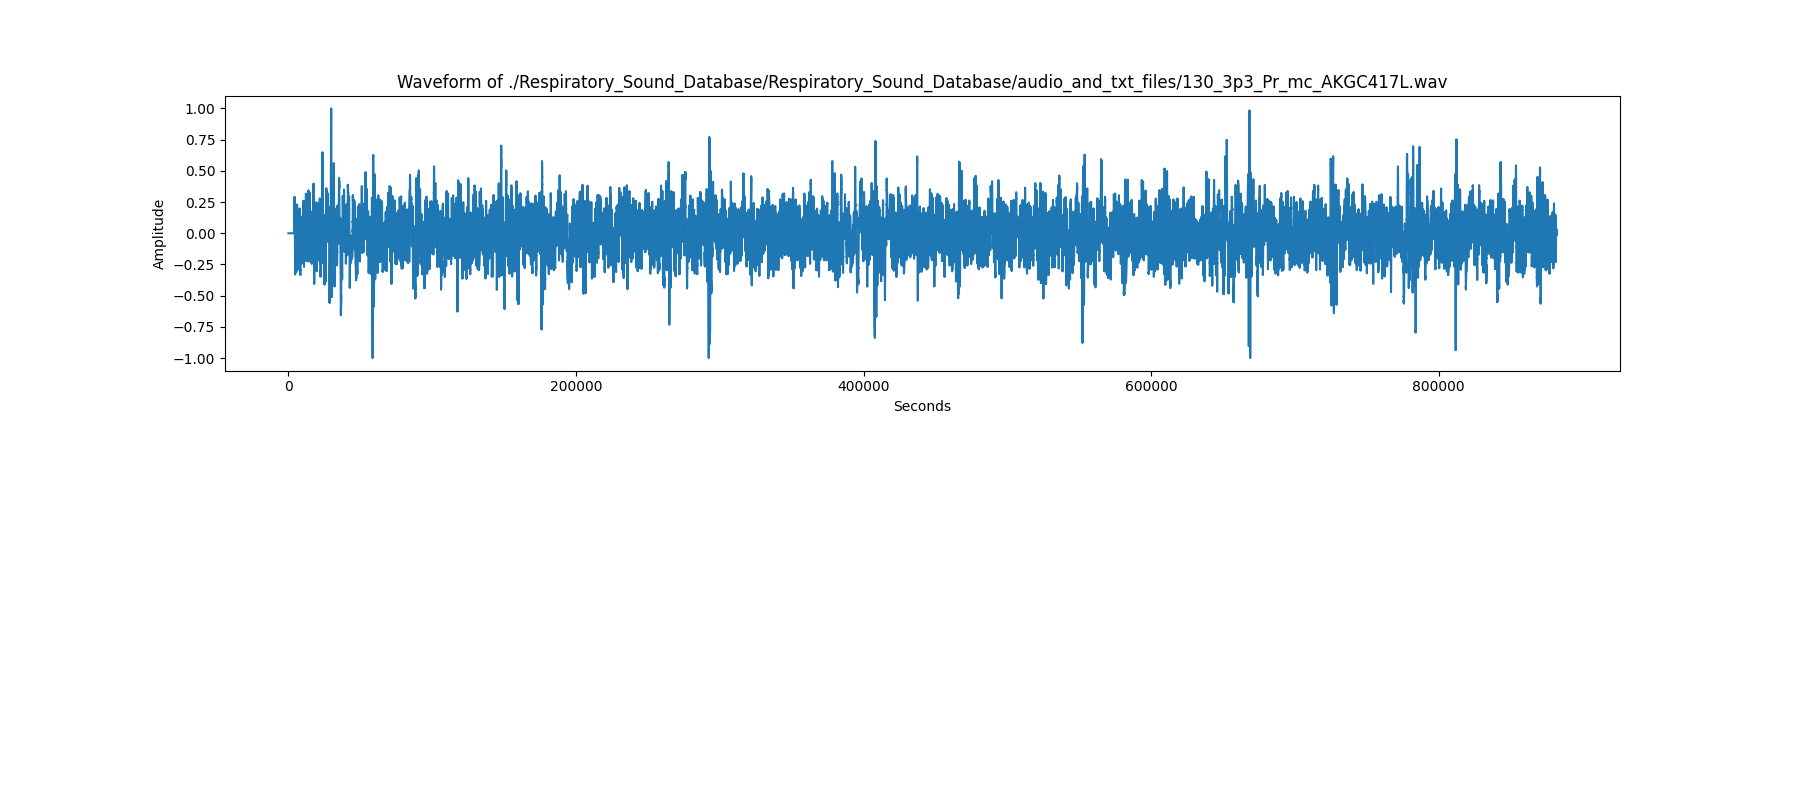 Waveform of ./Respiratory_Sound_Database/Respiratory_Sound_Database/audio_and_txt_files/130_3p3_Pr_mc_AKGC417L.wav
1.00
0.75
0.50
0.25
0.00
−0.25
−0.50
−0.75
−1.00
Amplitude
0 200000 400000 600000 800000
Seconds